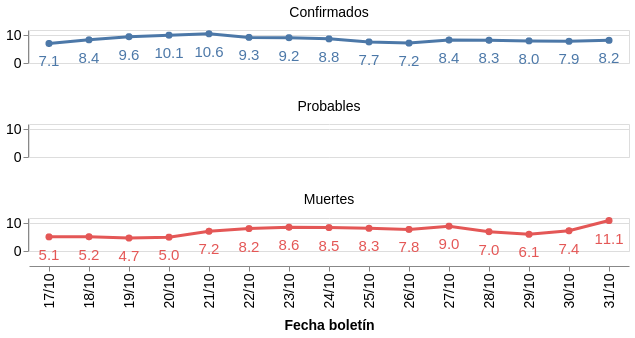 Confirmados
10
0
7.1 8.4 9.6 10.1 10.6 9.3 9.2 8.8 7.7 7.2 8.4 8.3 8.0 7.9 8.2
Probables
10
0
Muertes
10
0
5.1 5.2 4.7 5.0 7.2 8.2 8.6 8.5 8.3 7.8 9.0 7.0 6.1 7.4 11.1
17/10 18/10 19/10 20/10 21/10 22/10 23/10 24/10 25/10 26/10 27/10 28/10 29/10 30/10 31/10
Fecha boletín